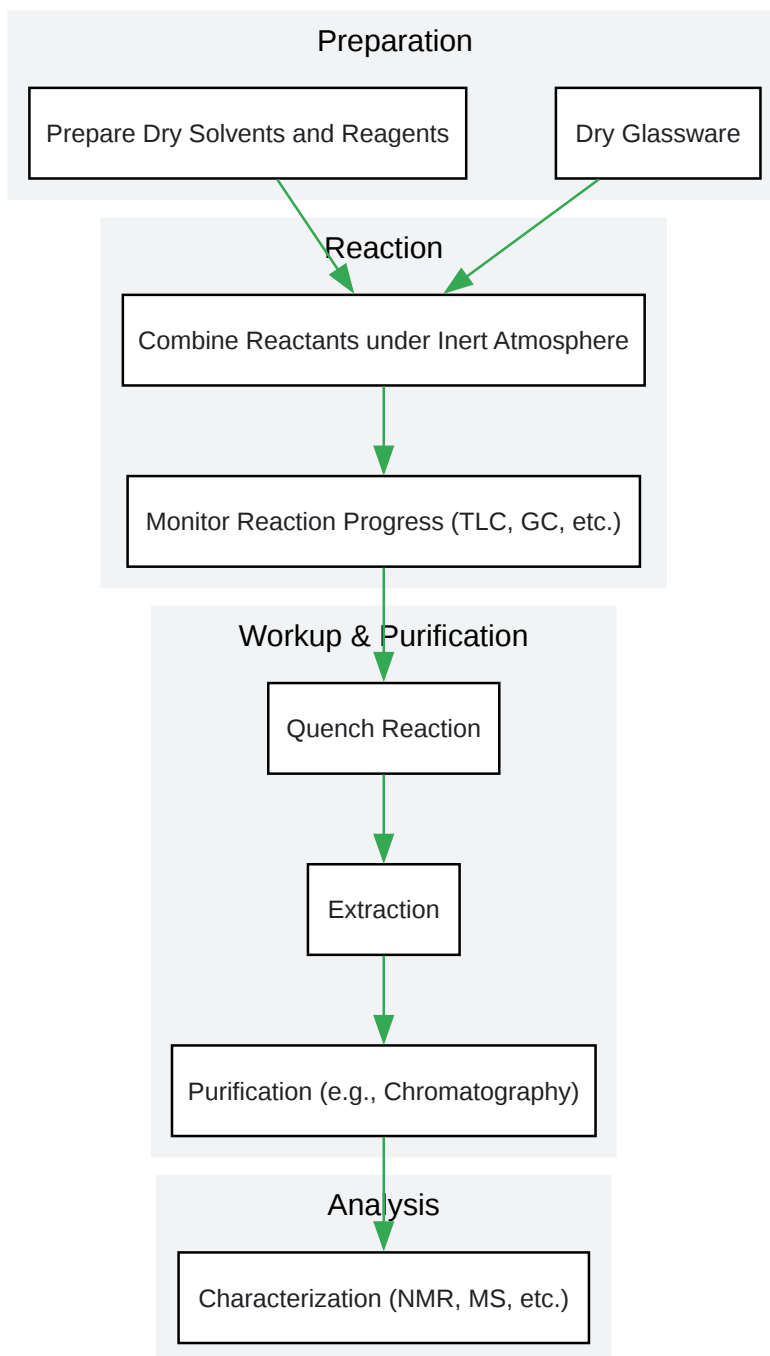 Preparation
Prepare Dry Solvents and Reagents
Dry Glassware
Reaction
Combine Reactants under Inert Atmosphere
Monitor Reaction Progress (TLC, GC, etc.)
Workup & Purification
Quench Reaction
Extraction
Purification (e.g., Chromatography)
Analysis
Characterization (NMR, MS, etc.)